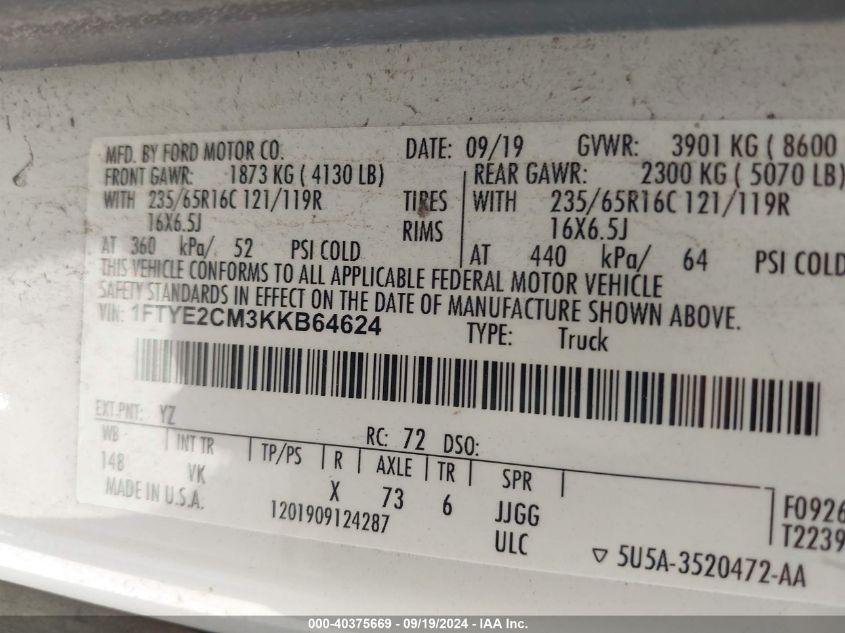 MFD. BY FORD MOTOR CO. DATE: 09/19 GVWR: 3901 KG ( 8600
FRONT GAWR: 1873 KG ( 4130 LB) REAR GAWR: 2300 KG ( 5070 LB)
WITH 235/65R16C 121/119R TIRES WITH 235/65R16C 121/119R
16X6.5J RIMS 16X6.5J
AT 360 kPa/ 52 PSI COLD AT 440 kPa/ 64 PSI COLD
THIS VEHICLE CONFORMS TO ALL APPLICABLE FEDERAL MOTOR VEHICLE
SAFETY STANDARDS IN EFFECT ON THE DATE OF MANUFACTURE SHOWN ABOVE.
VIN: 1FTYE2CM3KKB64624 TYPE: Truck
EXT.PNT: YZ RC: 72 DSO:
WB INT TR TP/PS R AXLE TR SPR
148 VK X 73 6 JJGG F0926
MADE IN U.S.A. 1201909124287 ULC T2239
▽ 5U5A-3520472-AA
000-40375669 - 09/19/2024 - IAA Inc.